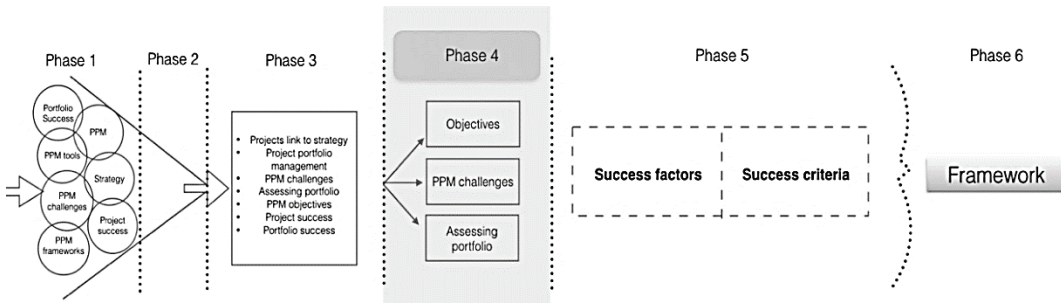 Phase 1
Phase 2
Phase 3
Phase 4
Phase 5
Phase 6
Portfolio
Success
PPM
PPM tools
Strategy
PPM
challenges
Project
success
PPM
frameworks
• Projects link to strategy
• Project portfolio
management
• PPM challenges
• Assessing portfolio
• PPM objectives
• Project success
• Portfolio success
Objectives
PPM challenges
Assessing
portfolio
Success factors
Success criteria
Framework